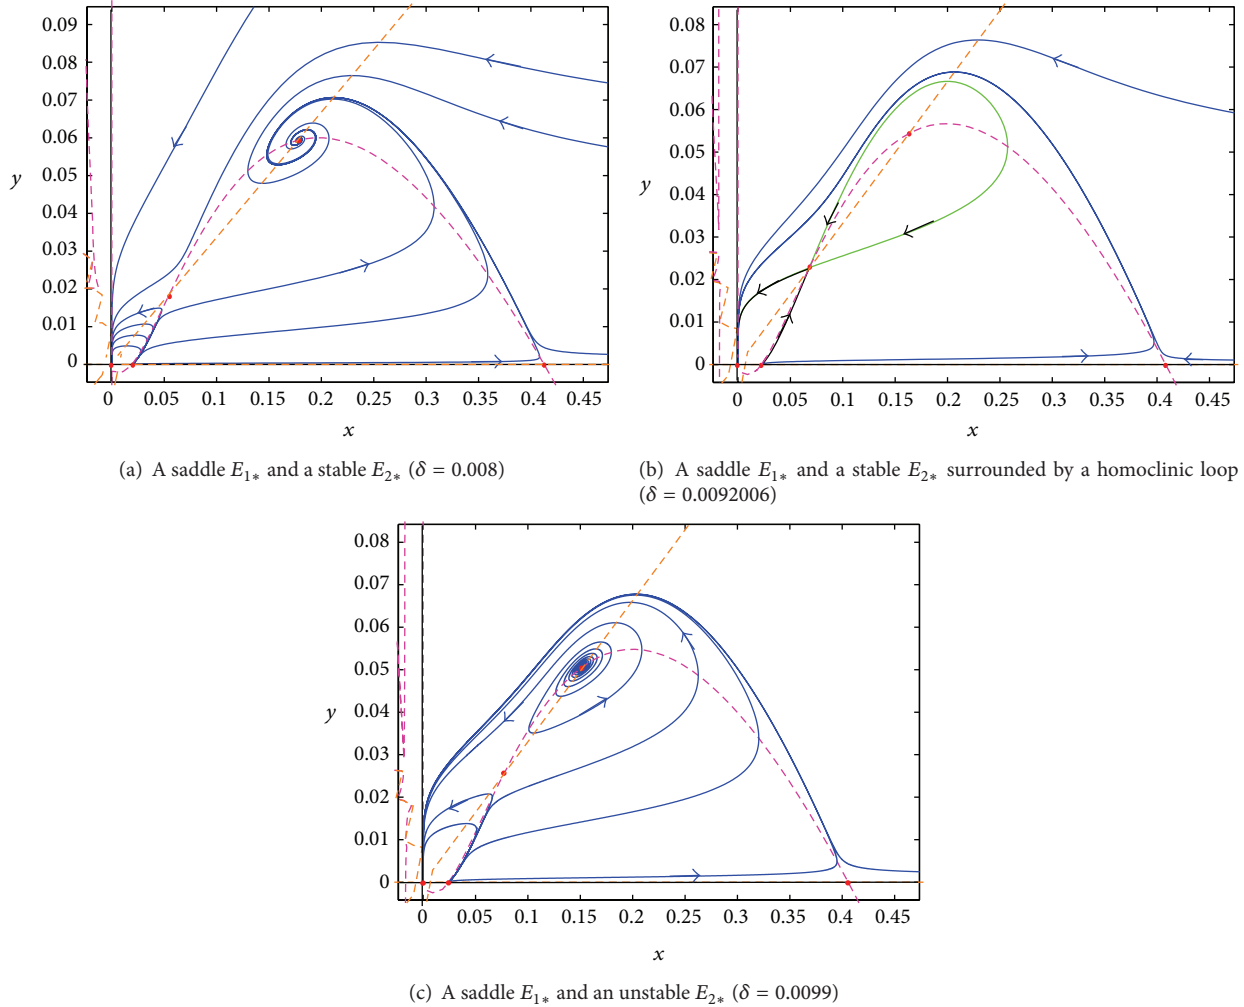 0.09
0.08
0.07
0.06
0.05
0.04
0.03
0.02
0.01
0
y
0 0.05 0.1 0.15 0.2 0.25 0.3 0.35 0.4 0.45
x
(a) A saddle E1∗ and a stable E2∗ (δ = 0.008)
0.08
0.07
0.06
0.05
0.04
0.03
0.02
0.01
0
y
0 0.05 0.1 0.15 0.2 0.25 0.3 0.35 0.4 0.45
x
(b) A saddle E1∗ and a stable E2∗ surrounded by a homoclinic loop
(δ = 0.0092006)
0.08
0.07
0.06
0.05
0.04
0.03
0.02
0.01
0
y
0 0.05 0.1 0.15 0.2 0.25 0.3 0.35 0.4 0.45
x
(c) A saddle E1∗ and an unstable E2∗ (δ = 0.0099)